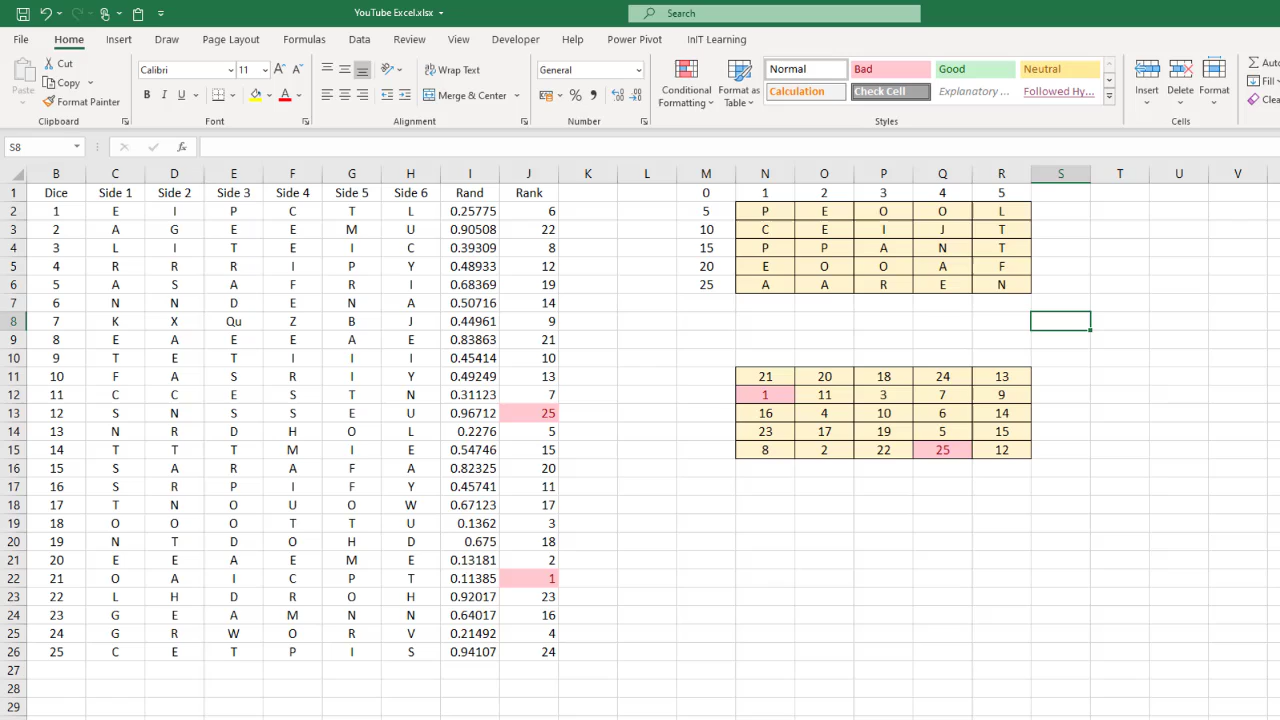 YouTube Excel.xlsx
Search
File Home Insert Draw Page Layout Formulas Data Review View Developer Help Power Pivot INIT Learning
Paste
Cut
Copy
Format Painter
Clipboard
Calibri 11 A A
B I U A
Font
Wrap Text
Merge & Center
Alignment
General
% 9
Number
Conditional Formatting
Format as Table
Normal Bad Good Neutral
Calculation Check Cell Explanatory ... Followed Hy...
Styles
Insert Delete Format
Cells
Auto
Fill
Clea
S8 fx
B C D E F G H I J K L M N O P Q R S T U V
1 Dice Side 1 Side 2 Side 3 Side 4 Side 5 Side 6 Rand Rank 0 1 2 3 4 5
2 1 E I P C T L 0.25775 6 5 P E O O L
3 2 A G E E M U 0.90508 22 10 C E I J T
4 3 L I T E I C 0.39309 8 15 P P A N T
5 4 R R R I P Y 0.48933 12 20 E O O A F
6 5 A S A F R I 0.68369 19 25 A A R E N
7 6 N N D E N A 0.50716 14
8 7 K X Qu Z B J 0.44961 9
9 8 E A E E A E 0.83863 21
10 9 T E T I I I 0.45414 10
11 10 F A S R I Y 0.49249 13 21 20 18 24 13
12 11 C C E S T N 0.31123 7 1 11 3 7 9
13 12 S N S S E U 0.96712 25 16 4 10 6 14
14 13 N R D H O L 0.2276 5 23 17 19 5 15
15 14 T T T M I E 0.54746 15 8 2 22 25 12
16 15 S A R A F A 0.82325 20
17 16 S R P I F Y 0.45741 11
18 17 T N O U O W 0.67123 17
19 18 O O O T T U 0.1362 3
20 19 N T D O H D 0.675 18
21 20 E E A E M E 0.13181 2
22 21 O A I C P T 0.11385 1
23 22 L H D R O H 0.92017 23
24 23 G E A M N N 0.64017 16
25 24 G R W O R V 0.21492 4
26 25 C E T P I S 0.94107 24
27
28
29